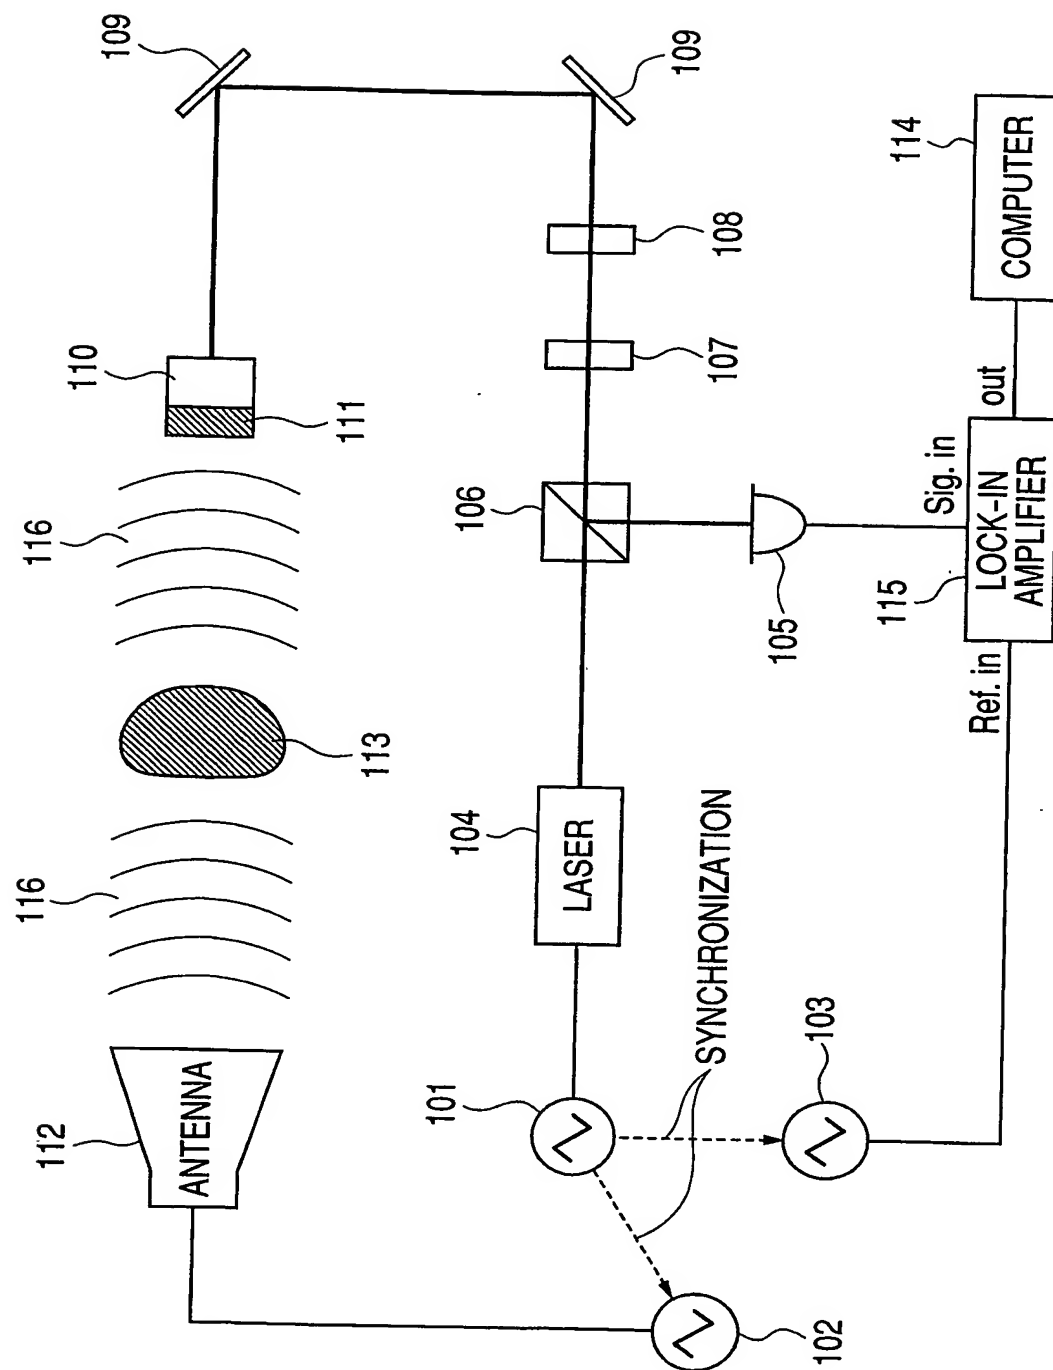 109
109
110
111
116
108
107
114
COMPUTER
106
out
Sig. in
105
115
LOCK-IN
AMPLIFIER
Ref. in
113
116
104
LASER
SYNCHRONIZATION
112
ANTENNA
101
103
102